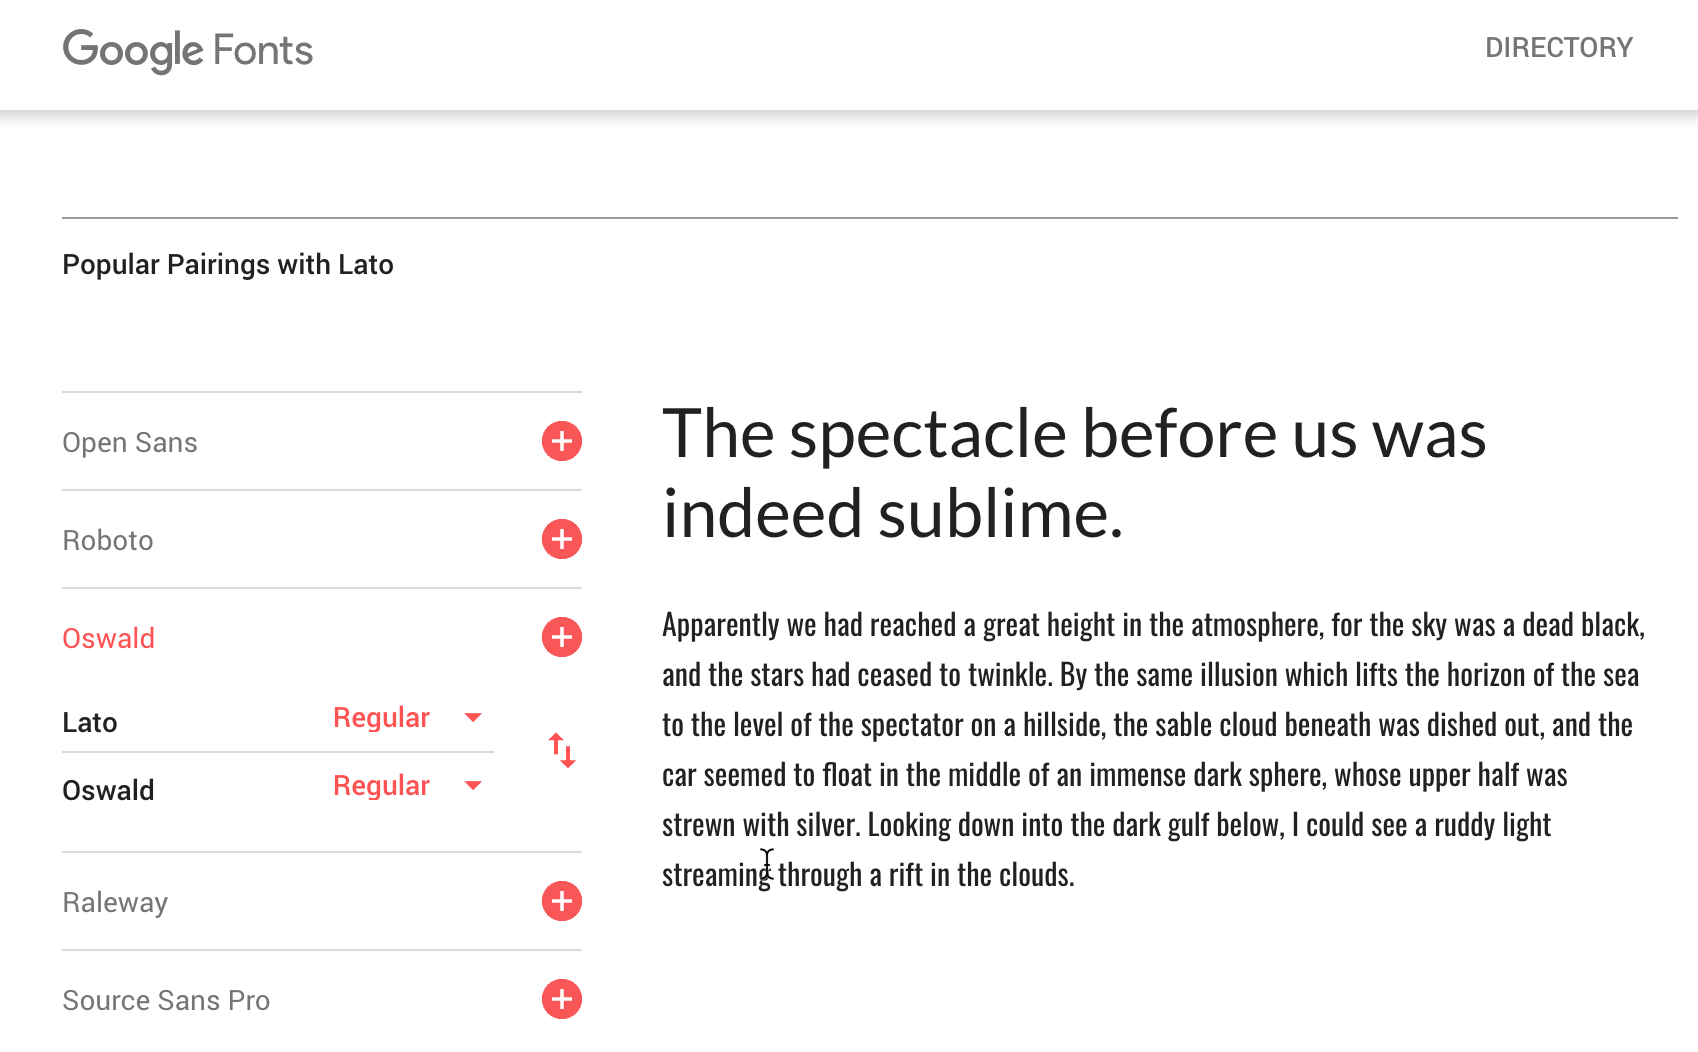 Google Fonts
DIRECTORY
Popular Pairings with Lato
Open Sans
Roboto
Oswald
Lato Regular
Oswald Regular
Raleway
Source Sans Pro
The spectacle before us was
indeed sublime.
Apparently we had reached a great height in the atmosphere, for the sky was a dead black,
and the stars had ceased to twinkle. By the same illusion which lifts the horizon of the sea
to the level of the spectator on a hillside, the sable cloud beneath was dished out, and the
car seemed to float in the middle of an immense dark sphere, whose upper half was
strewn with silver. Looking down into the dark gulf below, I could see a ruddy light
streaming through a rift in the clouds.